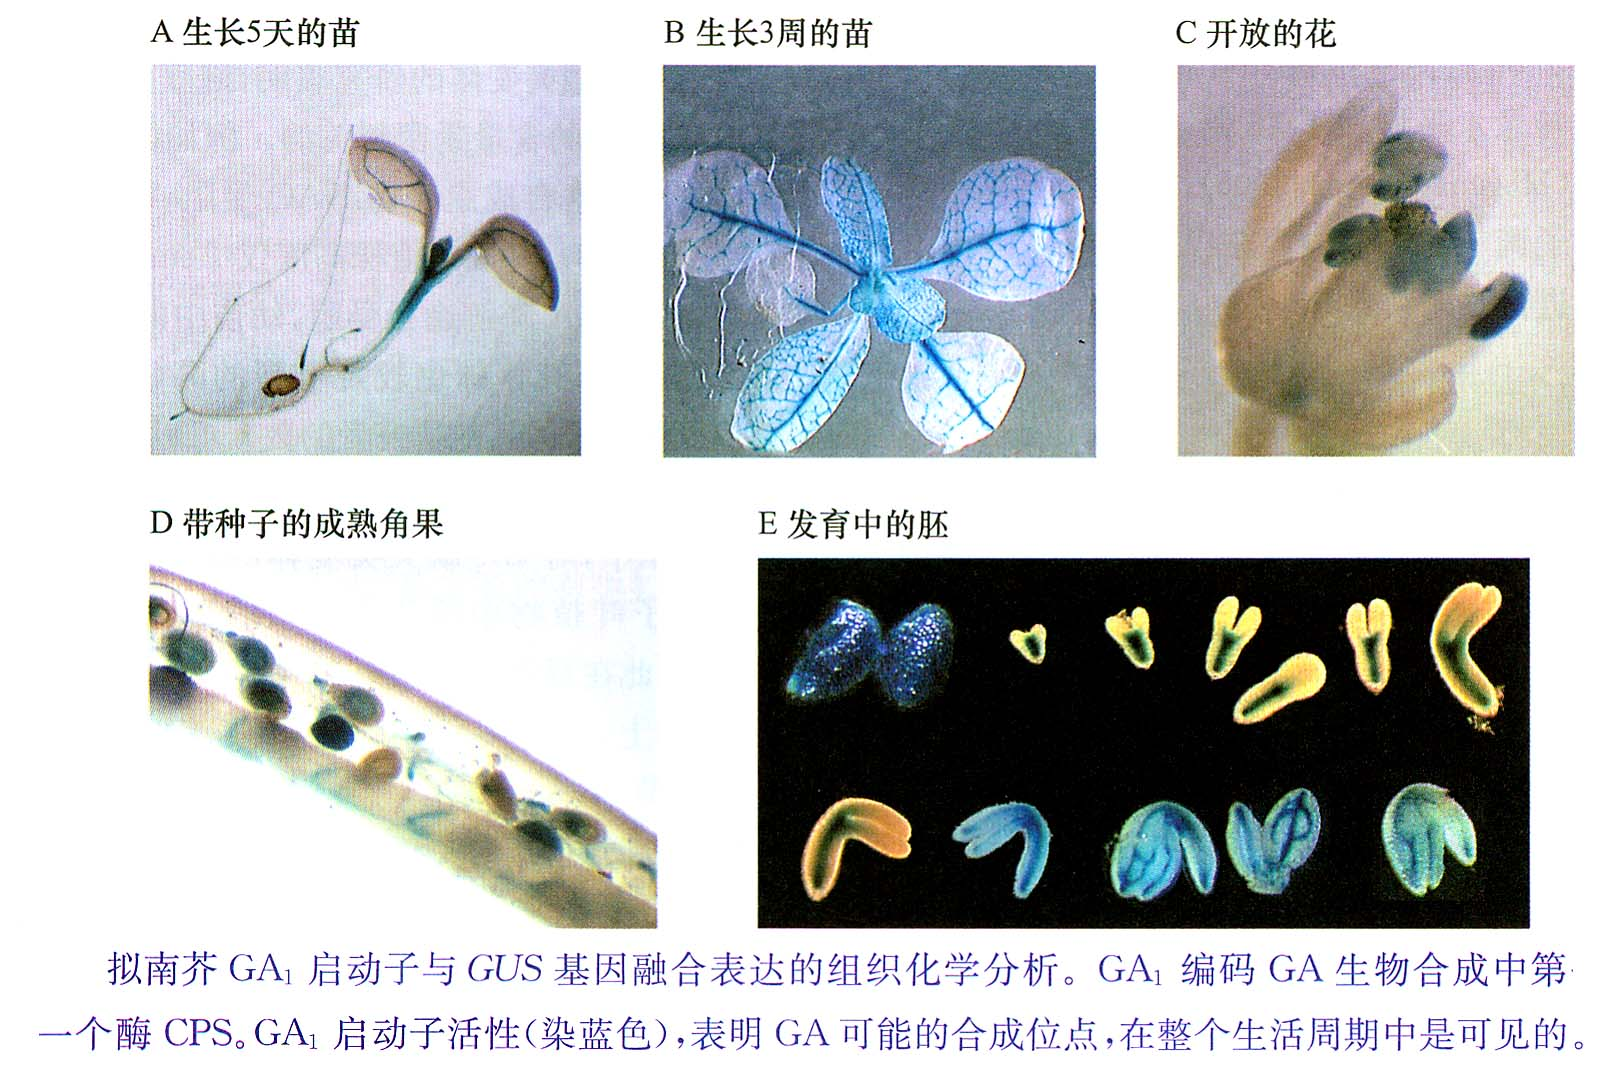 A 生长5天的苗
B 生长3周的苗
C 开放的花
D 带种子的成熟角果
E 发育中的胚
拟南芥 GA₁ 启动子与 GUS 基因融合表达的组织化学分析。GA₁ 编码 GA 生物合成中第
一个酶 CPS。GA₁ 启动子活性(染蓝色),表明 GA 可能的合成位点,在整个生活周期中是可见的。